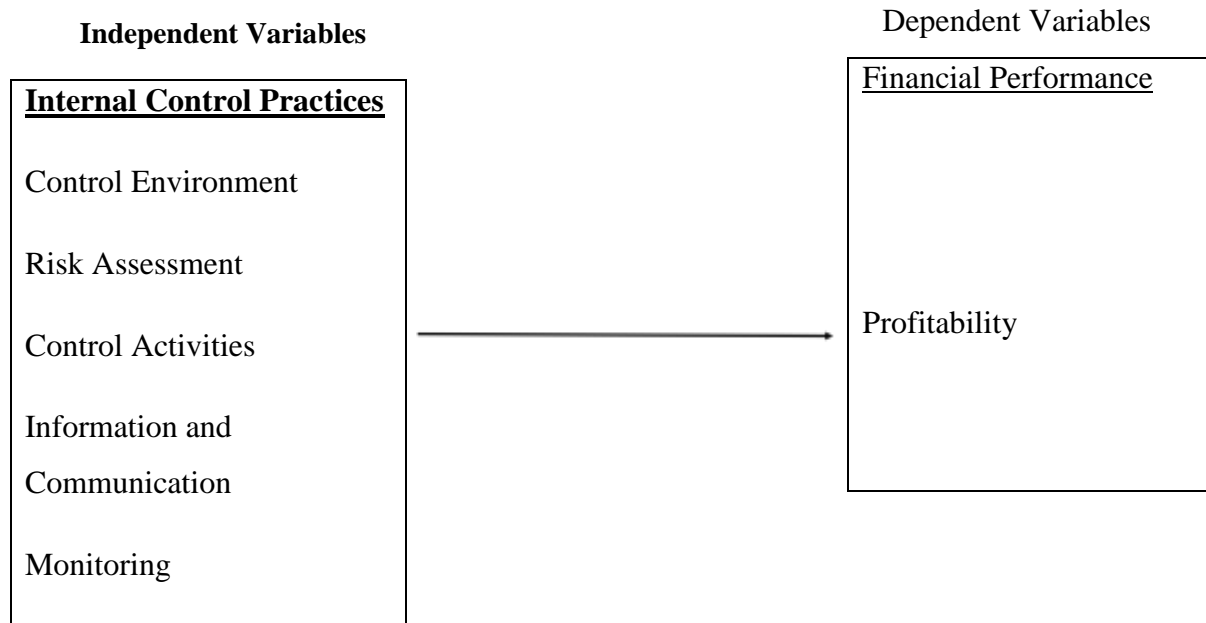 Independent Variables
Internal Control Practices
Control Environment
Risk Assessment
Control Activities
Information and
Communication
Monitoring
Dependent Variables
Financial Performance
Profitability